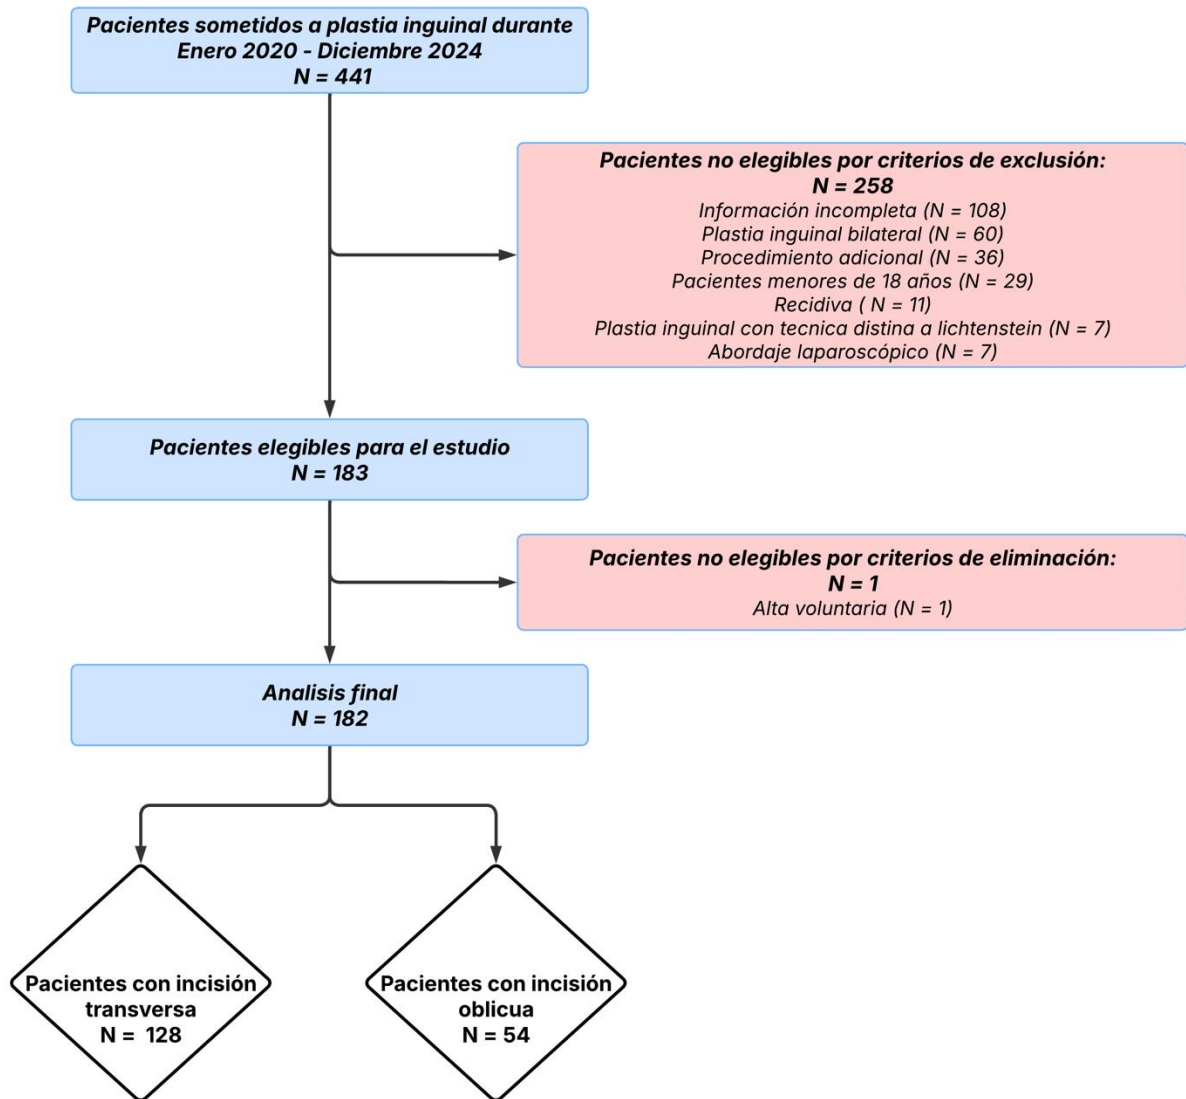 Pacientes sometidos a plastia inguinal durante
Enero 2020 - Diciembre 2024
N = 441
Pacientes no elegibles por criterios de exclusión:
N = 258
Información incompleta (N = 108)
Plastia inguinal bilateral (N = 60)
Procedimiento adicional (N = 36)
Pacientes menores de 18 años (N = 29)
Recidiva ( N = 11)
Plastia inguinal con tecnica distina a lichtenstein (N = 7)
Abordaje laparoscópico (N = 7)
Pacientes elegibles para el estudio
N = 183
Pacientes no elegibles por criterios de eliminación:
N = 1
Alta voluntaria (N = 1)
Analisis final
N = 182
Pacientes con incisión
transversa
N =  128
Pacientes con incisión
oblicua
N = 54